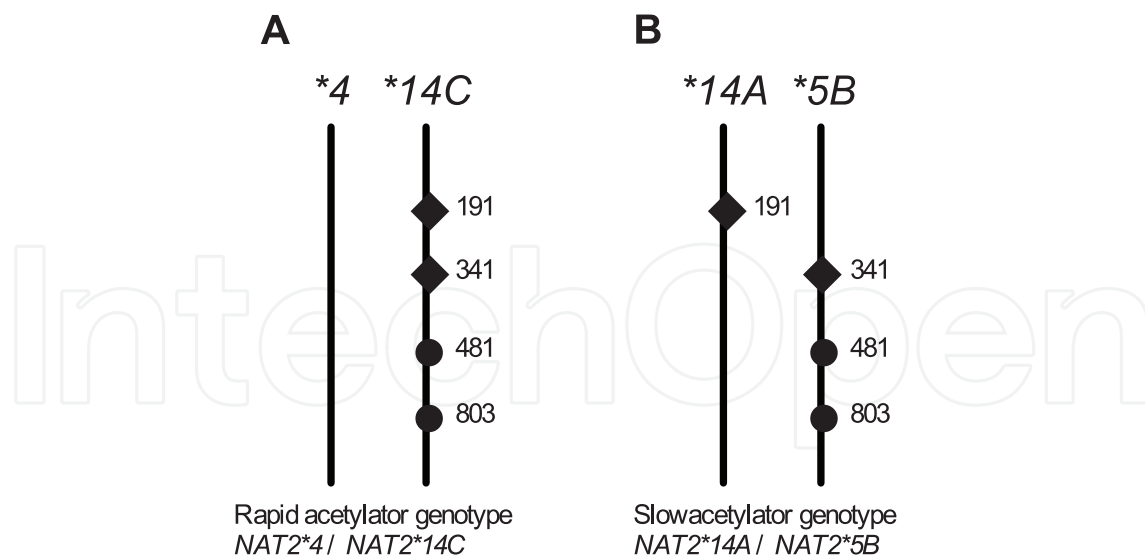 A
*4 *14C
191
341
481
803
Rapid acetylator genotype
NAT2*4 / NAT2*14C
B
*14A *5B
191
341
481
803
Slowacetylator genotype
NAT2*14A / NAT2*5B
IntechOpen